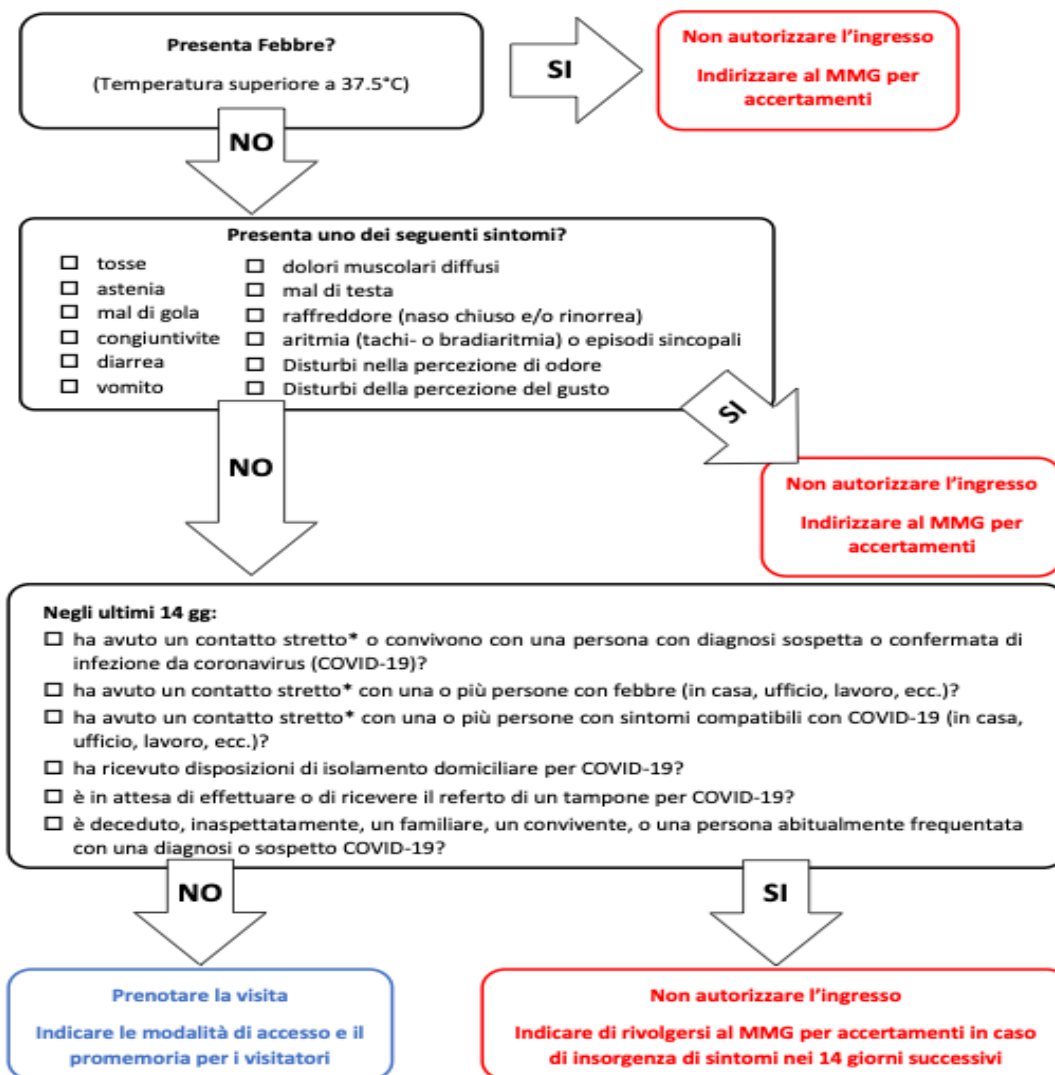 Presenta Febbre?
(Temperatura superiore a 37.5°C)
SI
Non autorizzare l'ingresso
Indirizzare al MMG per
accertamenti
NO
Presenta uno dei seguenti sintomi?
☐ tosse
☐ astenia
☐ mal di gola
☐ congiuntivite
☐ diarrea
☐ vomito
☐ dolori muscolari diffusi
☐ mal di testa
☐ raffreddore (naso chiuso e/o rinorrea)
☐ aritmia (tachi- o bradiaritmia) o episodi sincopali
☐ Disturbi nella percezione di odore
☐ Disturbi della percezione del gusto
SI
NO
Non autorizzare l'ingresso
Indirizzare al MMG per
accertamenti
Negli ultimi 14 gg:
☐ ha avuto un contatto stretto* o convivono con una persona con diagnosi sospetta o confermata di
infezione da coronavirus (COVID-19)?
☐ ha avuto un contatto stretto* con una o più persone con febbre (in casa, ufficio, lavoro, ecc.)?
☐ ha avuto un contatto stretto* con una o più persone con sintomi compatibili con COVID-19 (in casa,
ufficio, lavoro, ecc.)?
☐ ha ricevuto disposizioni di isolamento domiciliare per COVID-19?
☐ è in attesa di effettuare o di ricevere il referto di un tampone per COVID-19?
☐ è deceduto, inaspettatamente, un familiare, un convivente, o una persona abitualmente frequentata
con una diagnosi o sospetto COVID-19?
NO
SI
Prenotare la visita
Indicare le modalità di accesso e il
promemoria per i visitatori
Non autorizzare l'ingresso
Indicare di rivolgersi al MMG per accertamenti in caso
di insorgenza di sintomi nei 14 giorni successivi